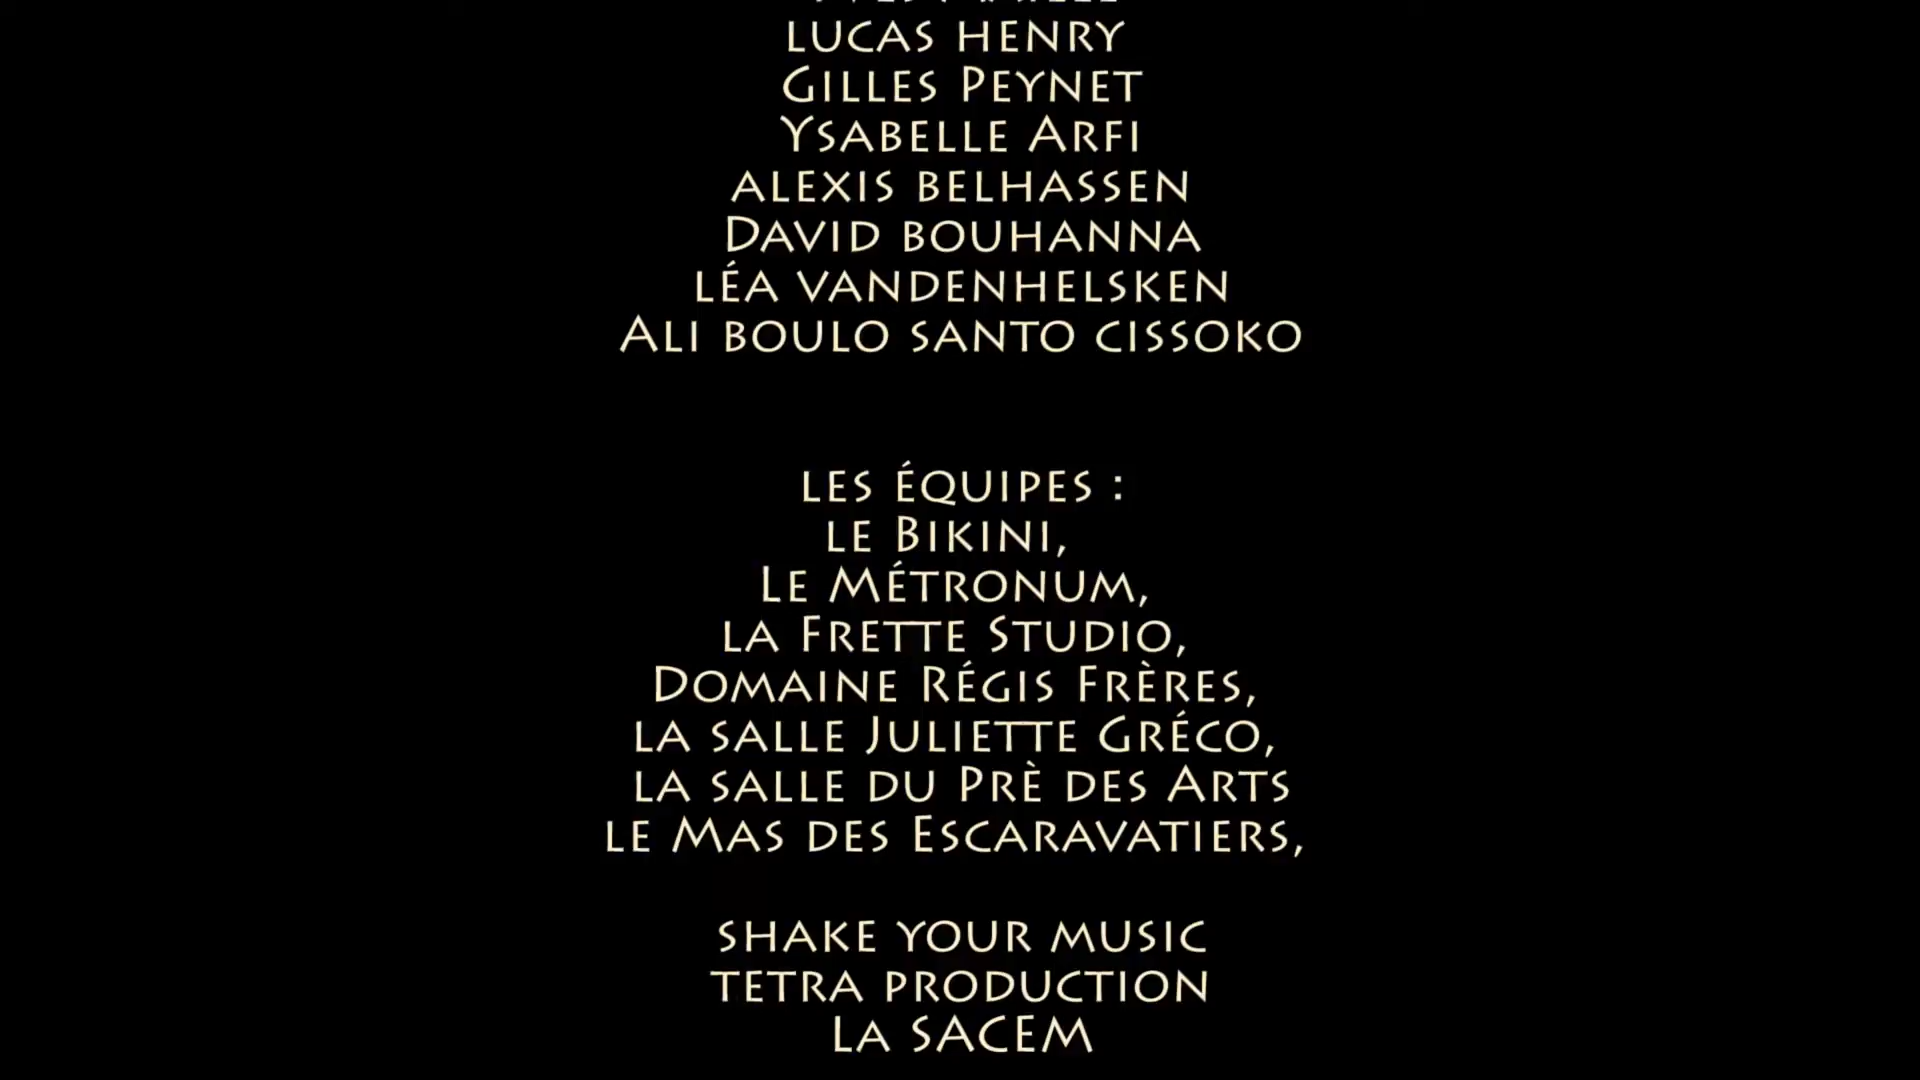 LUCAS HENRY
GILLES PEYNET
YSABELLE ARFI
ALEXIS BELHASSEN
DAVID BOUHANNA
LÉA VANDENHELSKEN
ALI BOULO SANTO CISSOKO
LES ÉQUIPES :
LE BIKINI,
LE MÉTRONUM,
LA FRETTE STUDIO,
DOMAINE RÉGIS FRÈRES,
LA SALLE JULIETTE GRÉCO,
LA SALLE DU PRÈ DES ARTS
LE MAS DES ESCARAVATIERS,
SHAKE YOUR MUSIC
TETRA PRODUCTION
LA SACEM